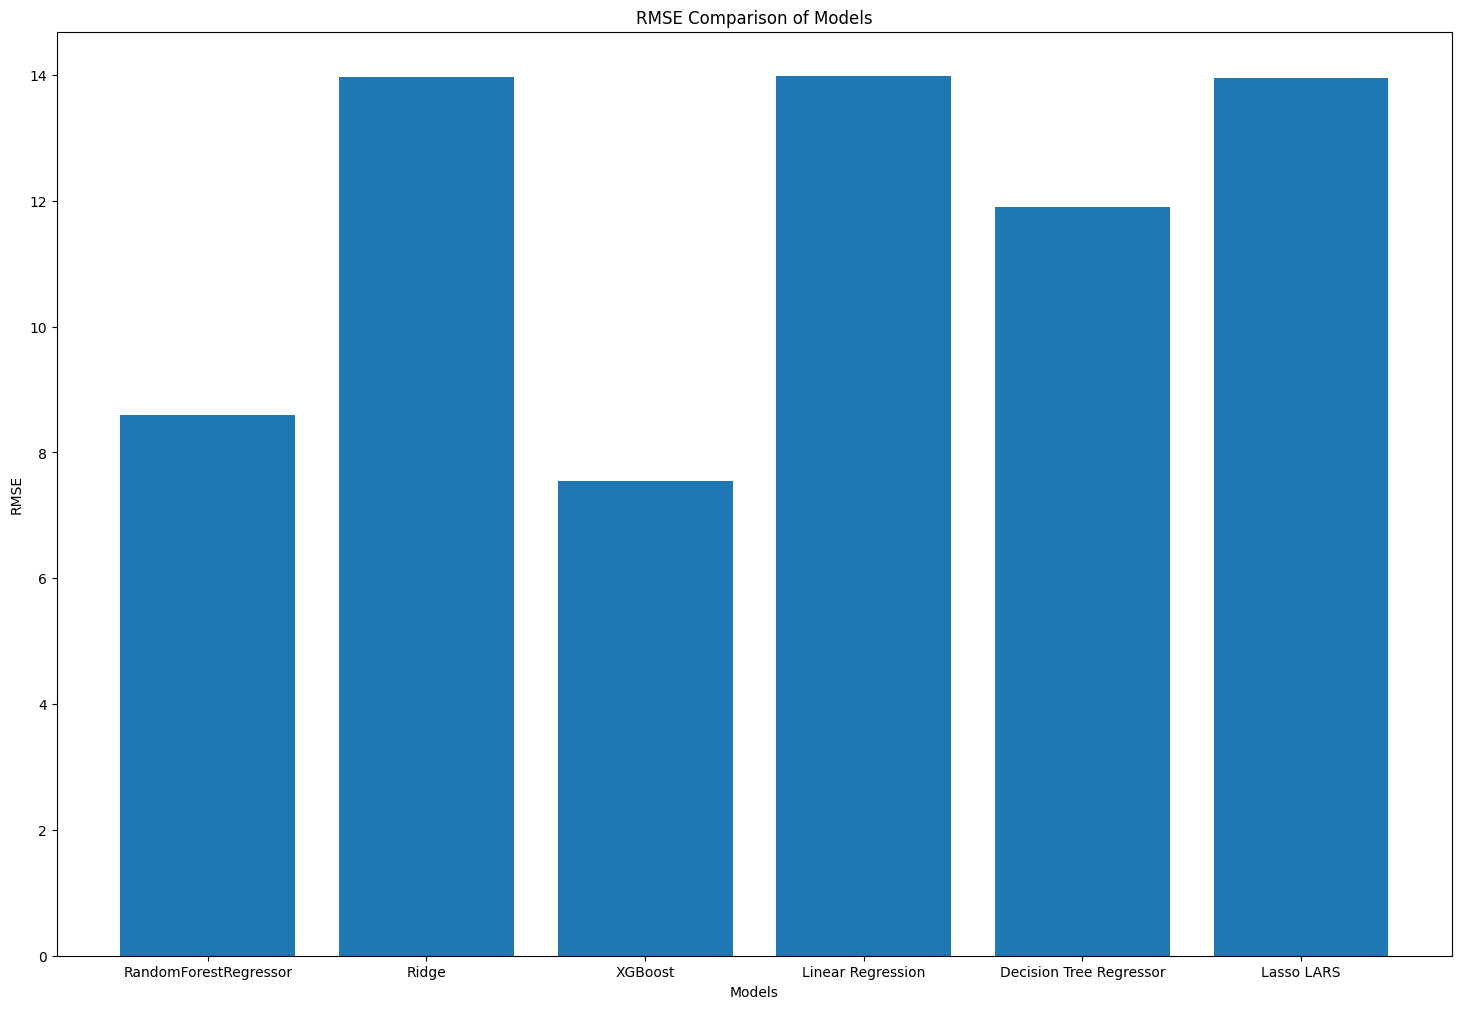 RMSE Comparison of Models
14
12
10
8
6
4
2
0
RMSE
RandomForestRegressor Ridge XGBoost Linear Regression Decision Tree Regressor Lasso LARS
Models